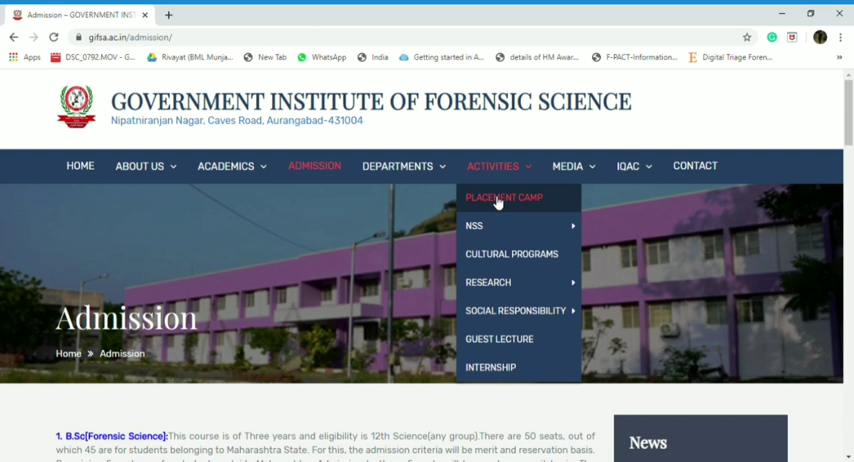 Admission – GOVERNMENT INST
gifsa.ac.in/admission/
Apps DSC_0792.MOV - G... Rivayat (BML Munja... New Tab WhatsApp India Getting started in A... details of HM Awar... F-PACT-Information... Digital Triage Foren... »
GOVERNMENT INSTITUTE OF FORENSIC SCIENCE
Nipatniranjan Nagar, Caves Road, Aurangabad-431004
HOME ABOUT US ACADEMICS ADMISSION DEPARTMENTS ACTIVITIES MEDIA IQAC CONTACT
PLACEMENT CAMP
NSS
CULTURAL PROGRAMS
RESEARCH
SOCIAL RESPONSIBILITY
GUEST LECTURE
INTERNSHIP
Admission
Home » Admission
1. B.Sc[Forensic Science]:This course is of Three years and eligibility is 12th Science(any group).There are 50 seats, out of
which 45 are for students belonging to Maharashtra State. For this, the admission criteria will be merit and reservation basis.
News